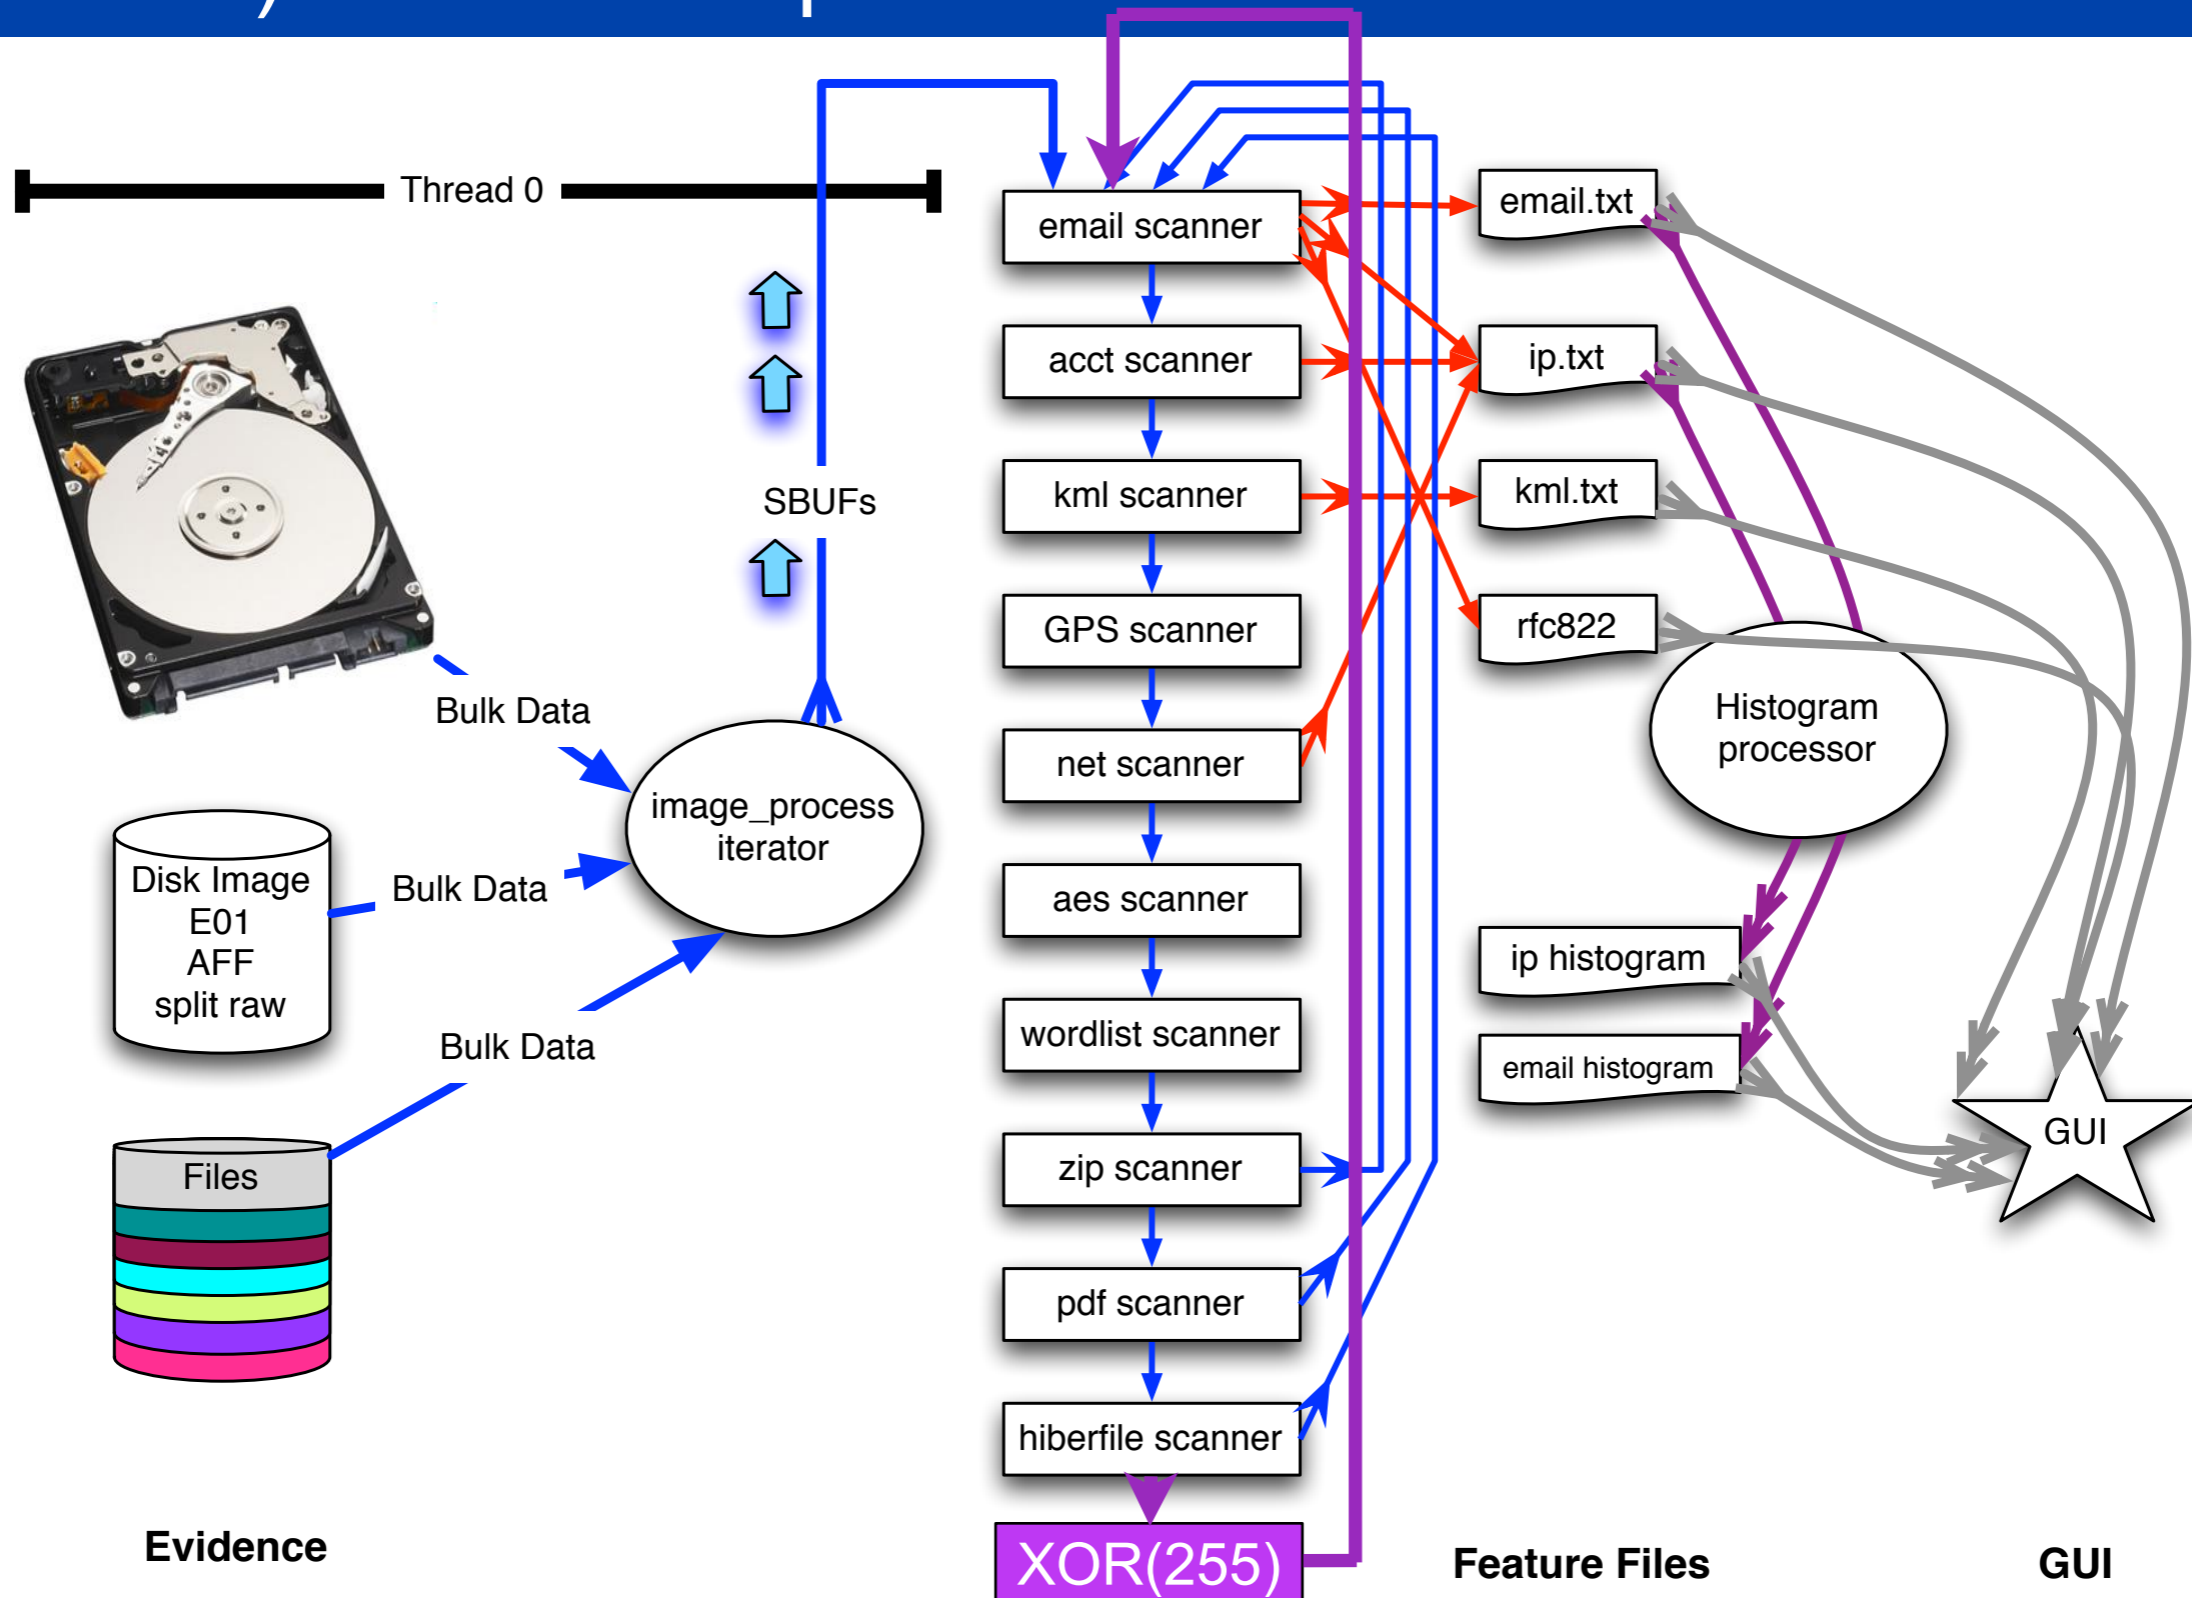 Thread 0
SBUFs
Bulk Data
image_process
iterator
Disk Image
E01
AFF
split raw
Bulk Data
Bulk Data
Files
Evidence
email scanner
acct scanner
kml scanner
GPS scanner
net scanner
aes scanner
wordlist scanner
zip scanner
pdf scanner
hiberfile scanner
XOR(255)
email.txt
ip.txt
kml.txt
rfc822
Histogram
processor
ip histogram
email histogram
Feature Files
GUI
GUI